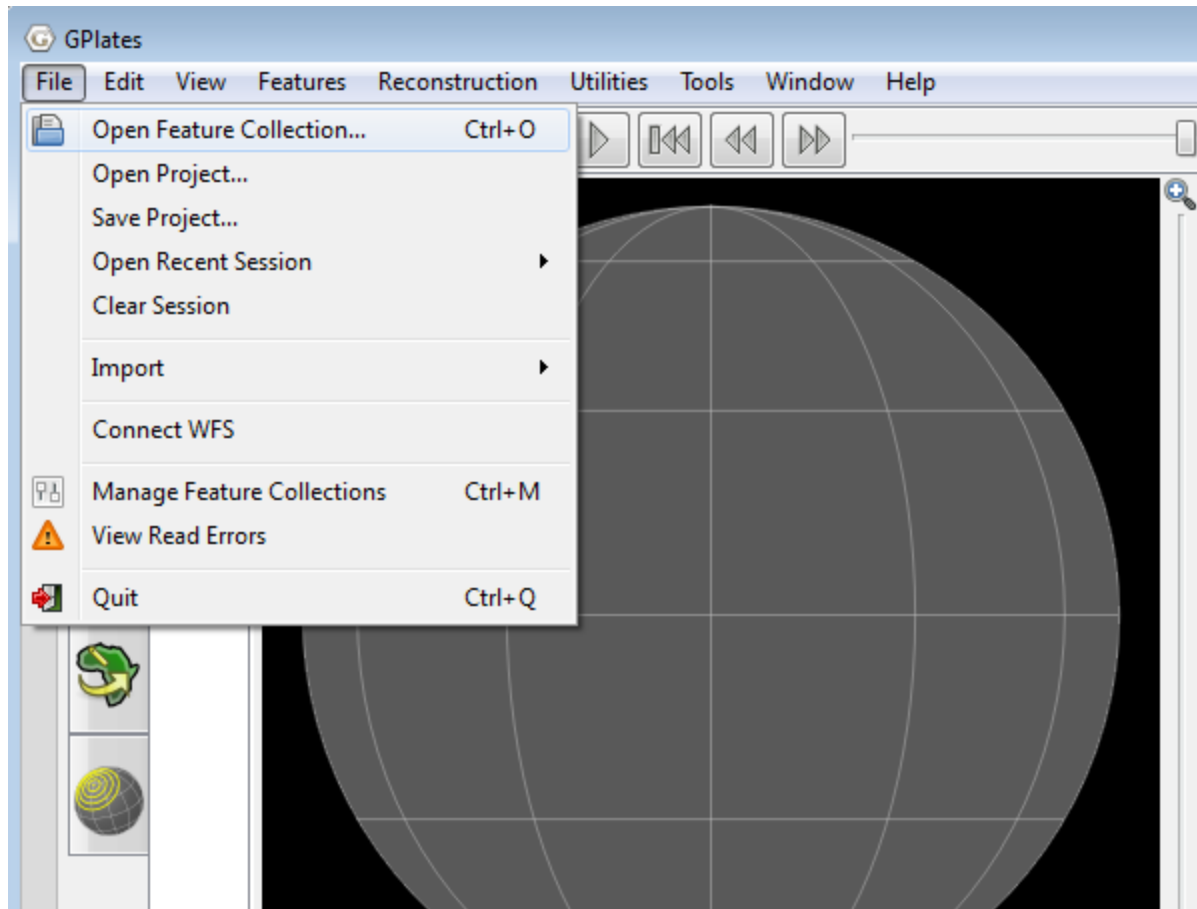 GPlates
File Edit View Features Reconstruction Utilities Tools Window Help
Open Feature Collection... Ctrl+O
Open Project...
Save Project...
Open Recent Session
Clear Session
Import
Connect WFS
Manage Feature Collections Ctrl+M
View Read Errors
Quit Ctrl+Q